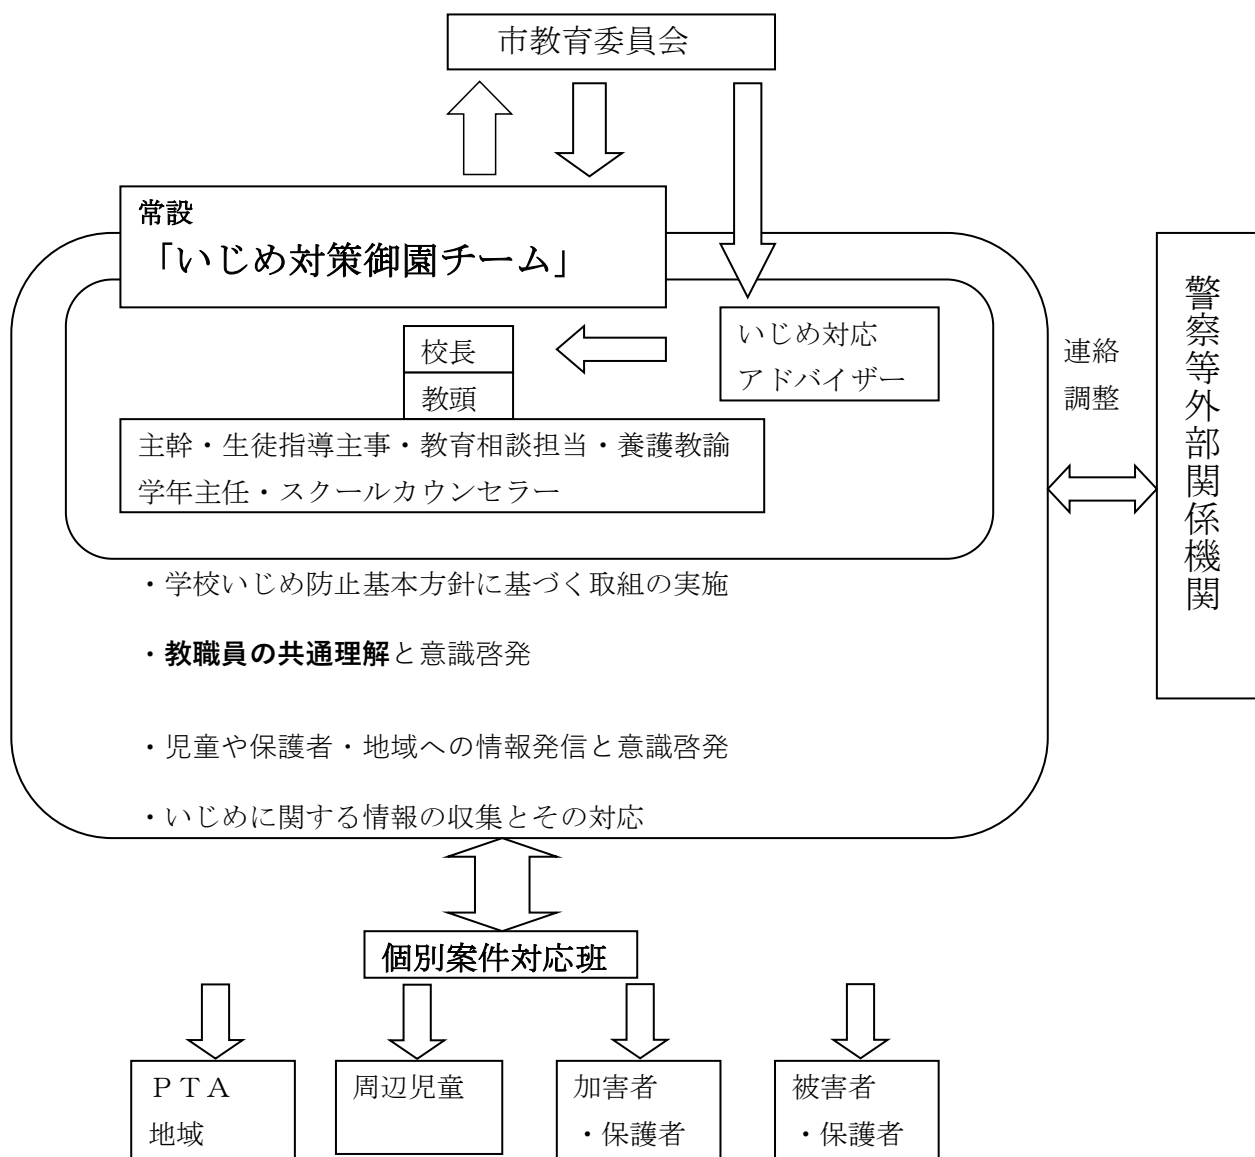 市教育委員会
常設
「いじめ対策御園チーム」
いじめ対応
アドバイザー
校長
教頭
主幹・生徒指導主事・教育相談担当・養護教諭
学年主任・スクールカウンセラー
連絡
調整
警察等外部関係機関
・学校いじめ防止基本方針に基づく取組の実施
・教職員の共通理解と意識啓発
・児童や保護者・地域への情報発信と意識啓発
・いじめに関する情報の収集とその対応
個別案件対応班
ＰＴＡ
地域
周辺児童
加害者
・保護者
被害者
・保護者